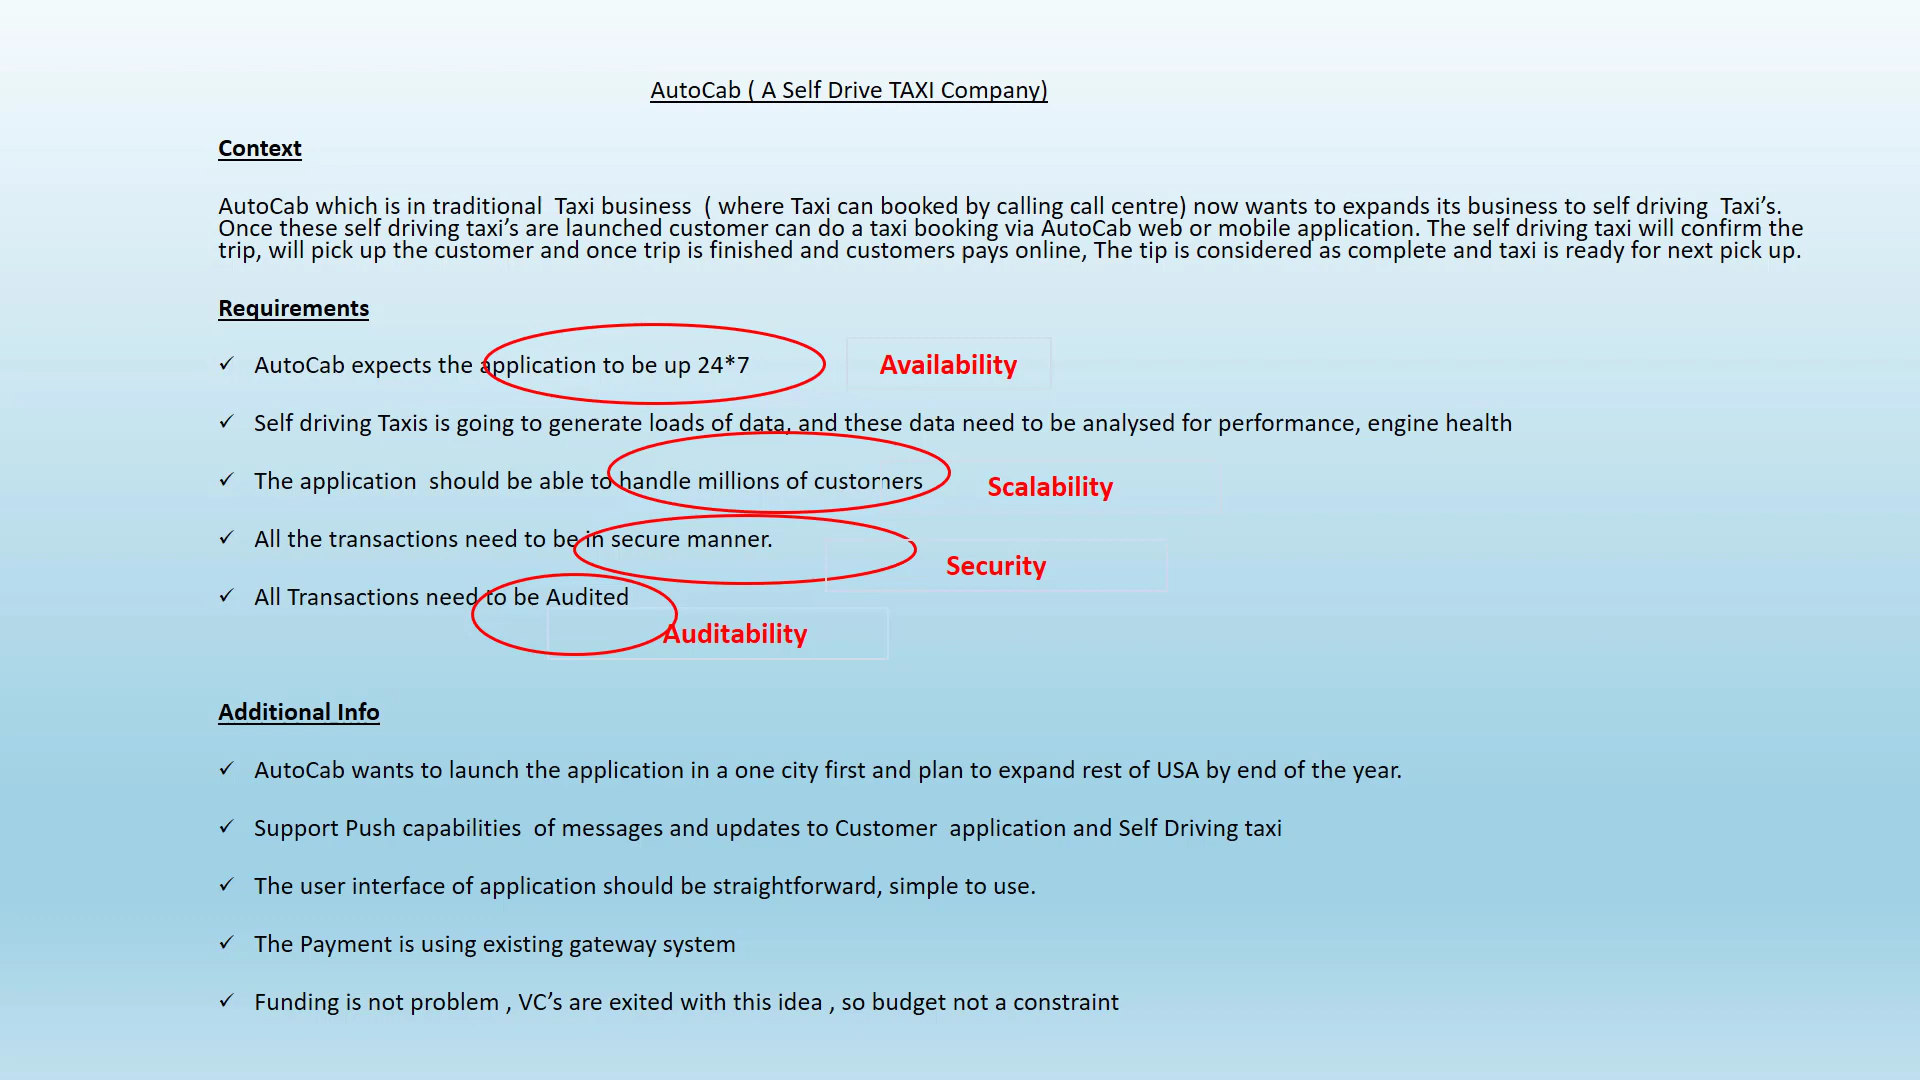 AutoCab ( A Self Drive TAXI Company)
Context
AutoCab which is in traditional Taxi business ( where Taxi can booked by calling call centre) now wants to expands its business to self driving Taxi’s.
Once these self driving taxi’s are launched customer can do a taxi booking via AutoCab web or mobile application. The self driving taxi will confirm the
trip, will pick up the customer and once trip is finished and customers pays online, The tip is considered as complete and taxi is ready for next pick up.
Requirements
✓ AutoCab expects the application to be up 24*7 Availability
✓ Self driving Taxis is going to generate loads of data, and these data need to be analysed for performance, engine health
✓ The application should be able to handle millions of customers Scalability
✓ All the transactions need to be in secure manner.
Security
✓ All Transactions need to be Audited
Auditability
Additional Info
✓ AutoCab wants to launch the application in a one city first and plan to expand rest of USA by end of the year.
✓ Support Push capabilities of messages and updates to Customer application and Self Driving taxi
✓ The user interface of application should be straightforward, simple to use.
✓ The Payment is using existing gateway system
✓ Funding is not problem , VC’s are exited with this idea , so budget not a constraint